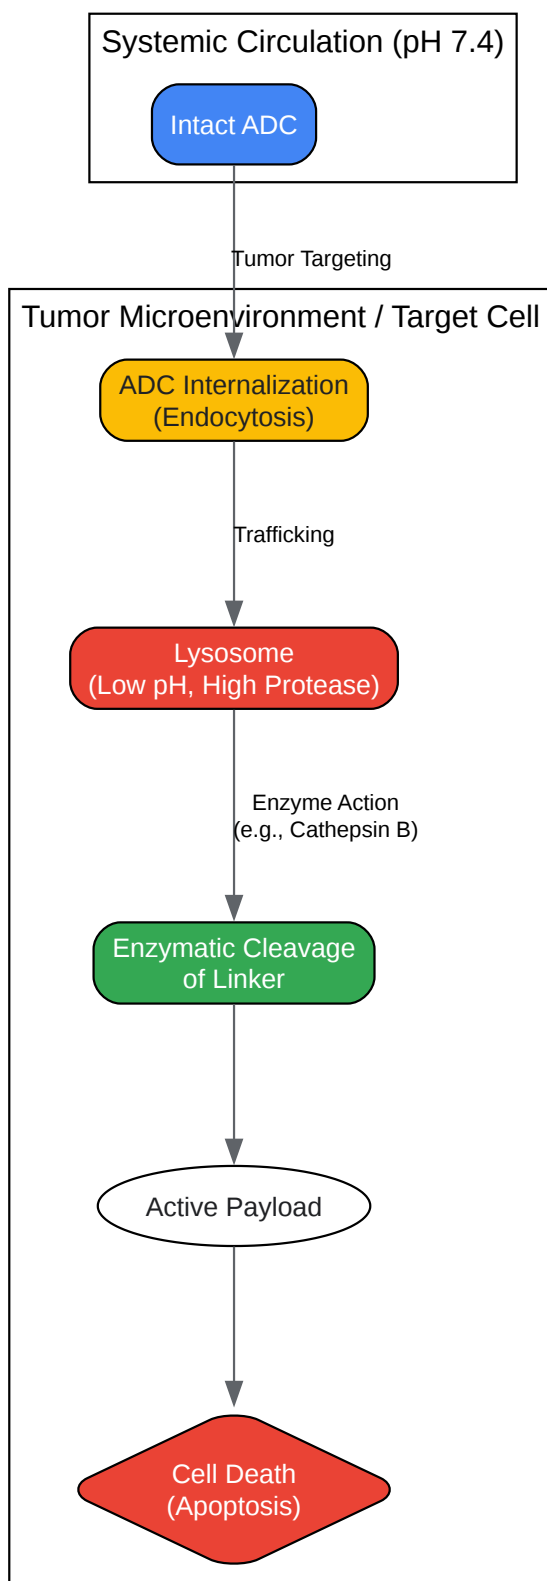 Systemic Circulation (pH 7.4)
Intact ADC
Tumor Targeting
Tumor Microenvironment / Target Cell
ADC Internalization
(Endocytosis)
Trafficking
Lysosome
(Low pH, High Protease)
Enzyme Action
(e.g., Cathepsin B)
Enzymatic Cleavage
of Linker
Active Payload
Cell Death
(Apoptosis)